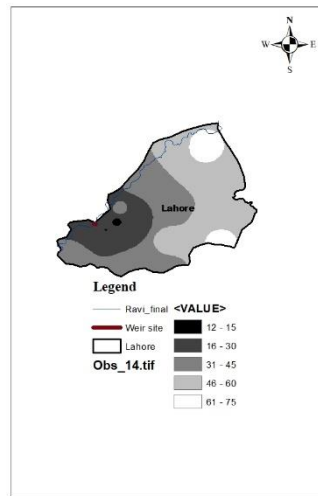 N
W E
S
Lahore
Legend
Ravi_final
Weir site
Lahore
Obs_14.tif
<VALUE>
12 - 15
16 - 30
31 - 45
46 - 60
61 - 75